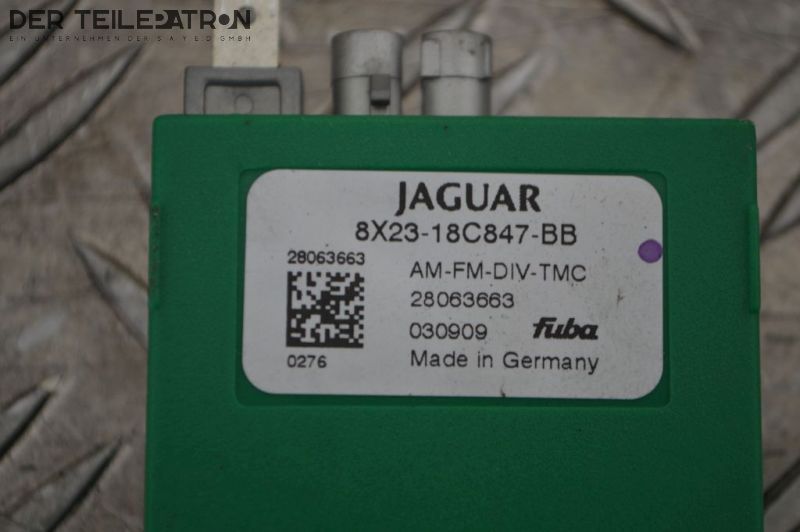 DER TEILEPATRON
EIN UNTERNEHMEN DER SAYED GMBH
JAGUAR
8X23-18C847-BB
28063663
AM-FM-DIV-TMC
28063663
030909 fuba
0276
Made in Germany